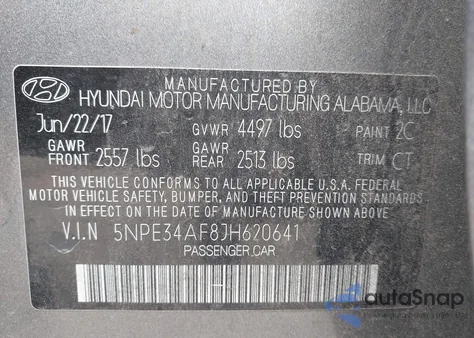 MANUFACTURED BY
HYUNDAI MOTOR MANUFACTURING ALABAMA, LLC
Jun/22/17 GVWR 4497 lbs PAINT 2C
GAWR FRONT 2557 lbs GAWR REAR 2513 lbs TRIM CT
THIS VEHICLE CONFORMS TO ALL APPLICABLE U.S.A. FEDERAL
MOTOR VEHICLE SAFETY, BUMPER, AND THEFT PREVENTION STANDARDS
IN EFFECT ON THE DATE OF MANUFACTURE SHOWN ABOVE.
V.I.N 5NPE34AF8JH620641
PASSENGER CAR
autoSnap